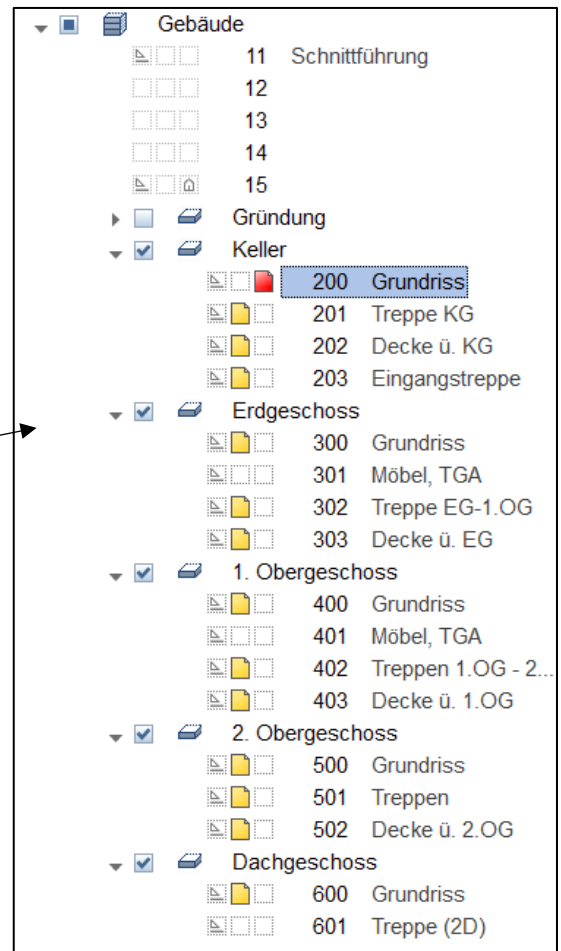 Gebäude
11 Schnittführung
12
13
14
15
Gründung
Keller
200 Grundriss
201 Treppe KG
202 Decke ü. KG
203 Eingangstreppe
Erdgeschoss
300 Grundriss
301 Möbel, TGA
302 Treppe EG-1.OG
303 Decke ü. EG
1. Obergeschoss
400 Grundriss
401 Möbel, TGA
402 Treppen 1.OG - 2...
403 Decke ü. 1.OG
2. Obergeschoss
500 Grundriss
501 Treppen
502 Decke ü. 2.OG
Dachgeschoss
600 Grundriss
601 Treppe (2D)